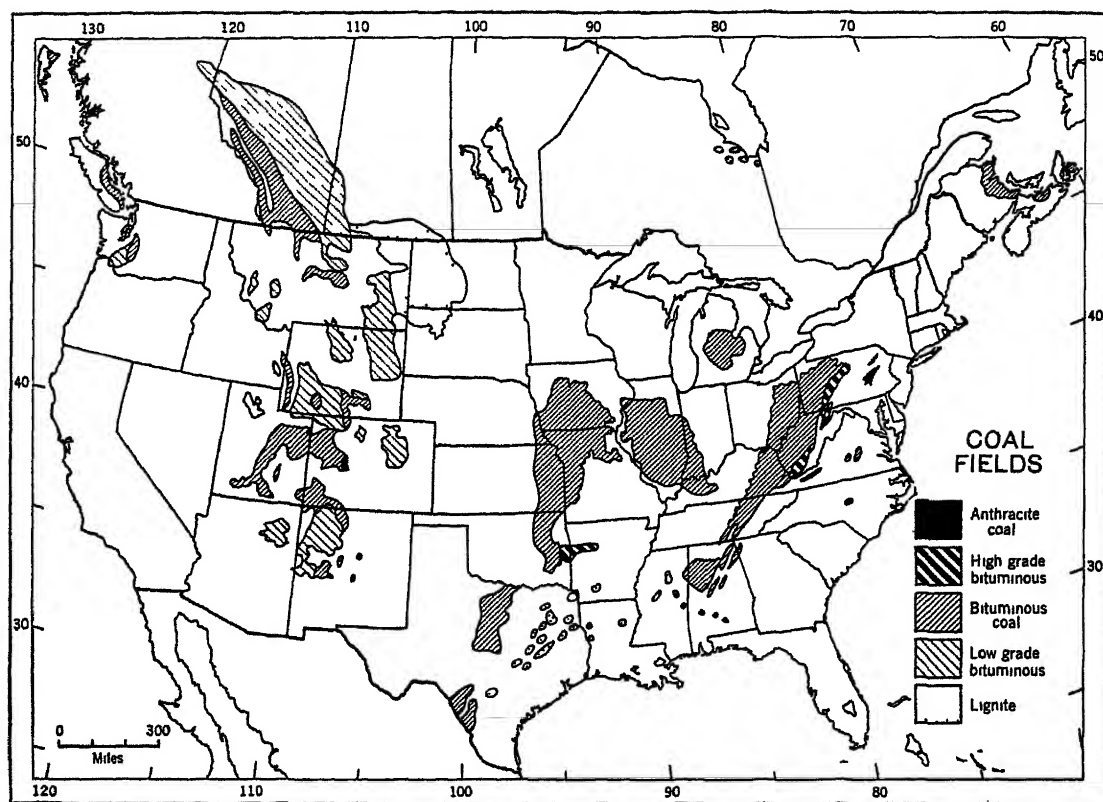 130 120 110 100 90 80 70 60
50
50
40
40
30
30
COAL
FIELDS
Anthracite
coal
High grade
bituminous
Bituminous
coal
Low grade
bituminous
Lignite
0 300
Miles
120 110 100 90 80